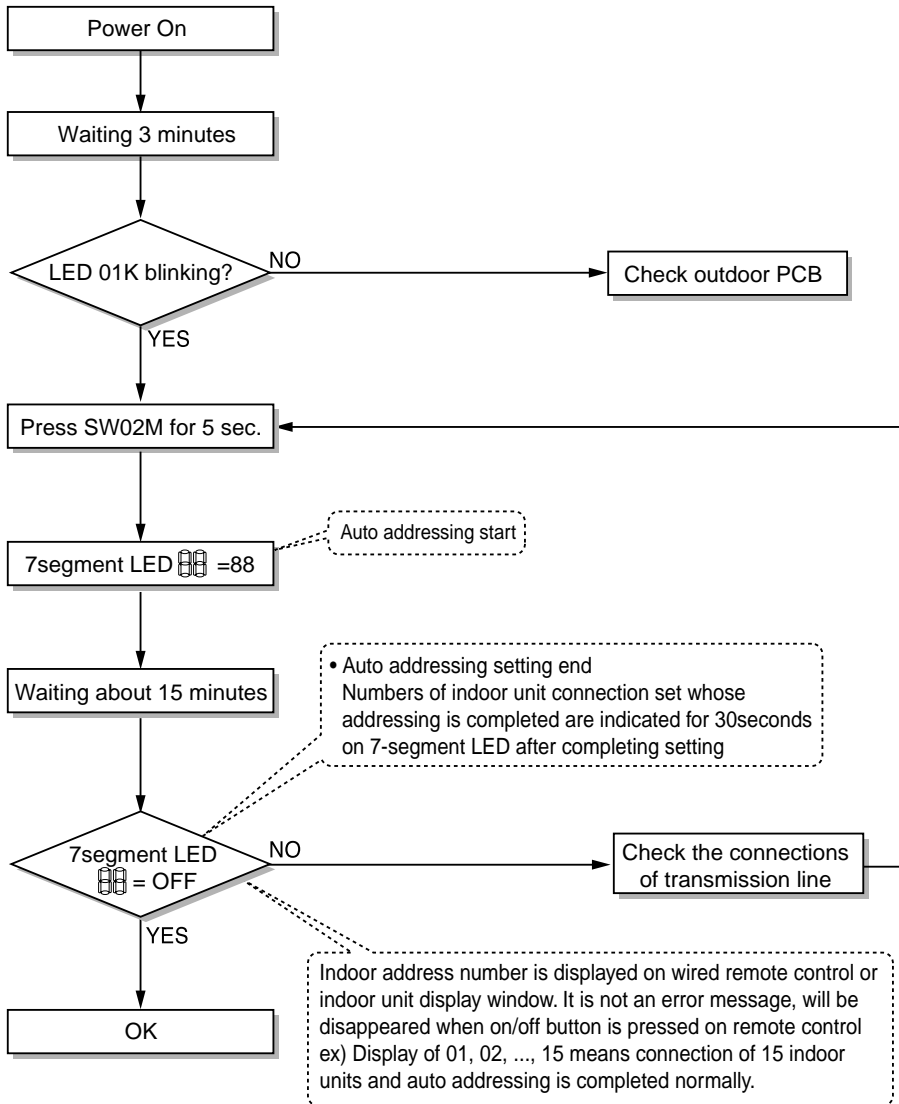 Power On
Waiting 3 minutes
LED 01K blinking?
NO
Check outdoor PCB
YES
Press SW02M for 5 sec.
Auto addressing start
7segment LED 88 =88
Waiting about 15 minutes
• Auto addressing setting end
Numbers of indoor unit connection set whose
addressing is completed are indicated for 30seconds
on 7-segment LED after completing setting
7segment LED
88 = OFF
NO
Check the connections
of transmission line
YES
Indoor address number is displayed on wired remote control or
indoor unit display window. It is not an error message, will be
disappeared when on/off button is pressed on remote control
ex) Display of 01, 02, ..., 15 means connection of 15 indoor
units and auto addressing is completed normally.
OK